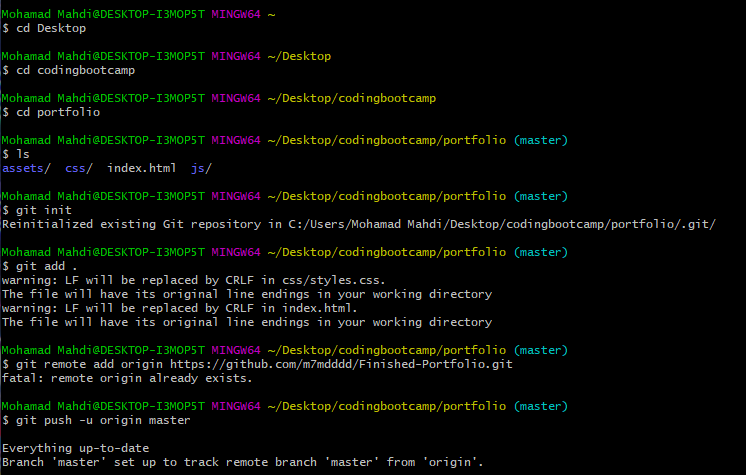 Mohamad Mahdi@DESKTOP-I3MOP5T MINGW64 ~
$ cd Desktop
Mohamad Mahdi@DESKTOP-I3MOP5T MINGW64 ~/Desktop
$ cd codingbootcamp
Mohamad Mahdi@DESKTOP-I3MOP5T MINGW64 ~/Desktop/codingbootcamp
$ cd portfolio
Mohamad Mahdi@DESKTOP-I3MOP5T MINGW64 ~/Desktop/codingbootcamp/portfolio (master)
$ ls
assets/  css/  index.html  js/
Mohamad Mahdi@DESKTOP-I3MOP5T MINGW64 ~/Desktop/codingbootcamp/portfolio (master)
$ git init
Reinitialized existing Git repository in C:/Users/Mohamad Mahdi/Desktop/codingbootcamp/portfolio/.git/
Mohamad Mahdi@DESKTOP-I3MOP5T MINGW64 ~/Desktop/codingbootcamp/portfolio (master)
$ git add .
warning: LF will be replaced by CRLF in css/styles.css.
The file will have its original line endings in your working directory
warning: LF will be replaced by CRLF in index.html.
The file will have its original line endings in your working directory
Mohamad Mahdi@DESKTOP-I3MOP5T MINGW64 ~/Desktop/codingbootcamp/portfolio (master)
$ git remote add origin https://github.com/m7mdddd/Finished-Portfolio.git
fatal: remote origin already exists.
Mohamad Mahdi@DESKTOP-I3MOP5T MINGW64 ~/Desktop/codingbootcamp/portfolio (master)
$ git push -u origin master
Everything up-to-date
Branch 'master' set up to track remote branch 'master' from 'origin'.